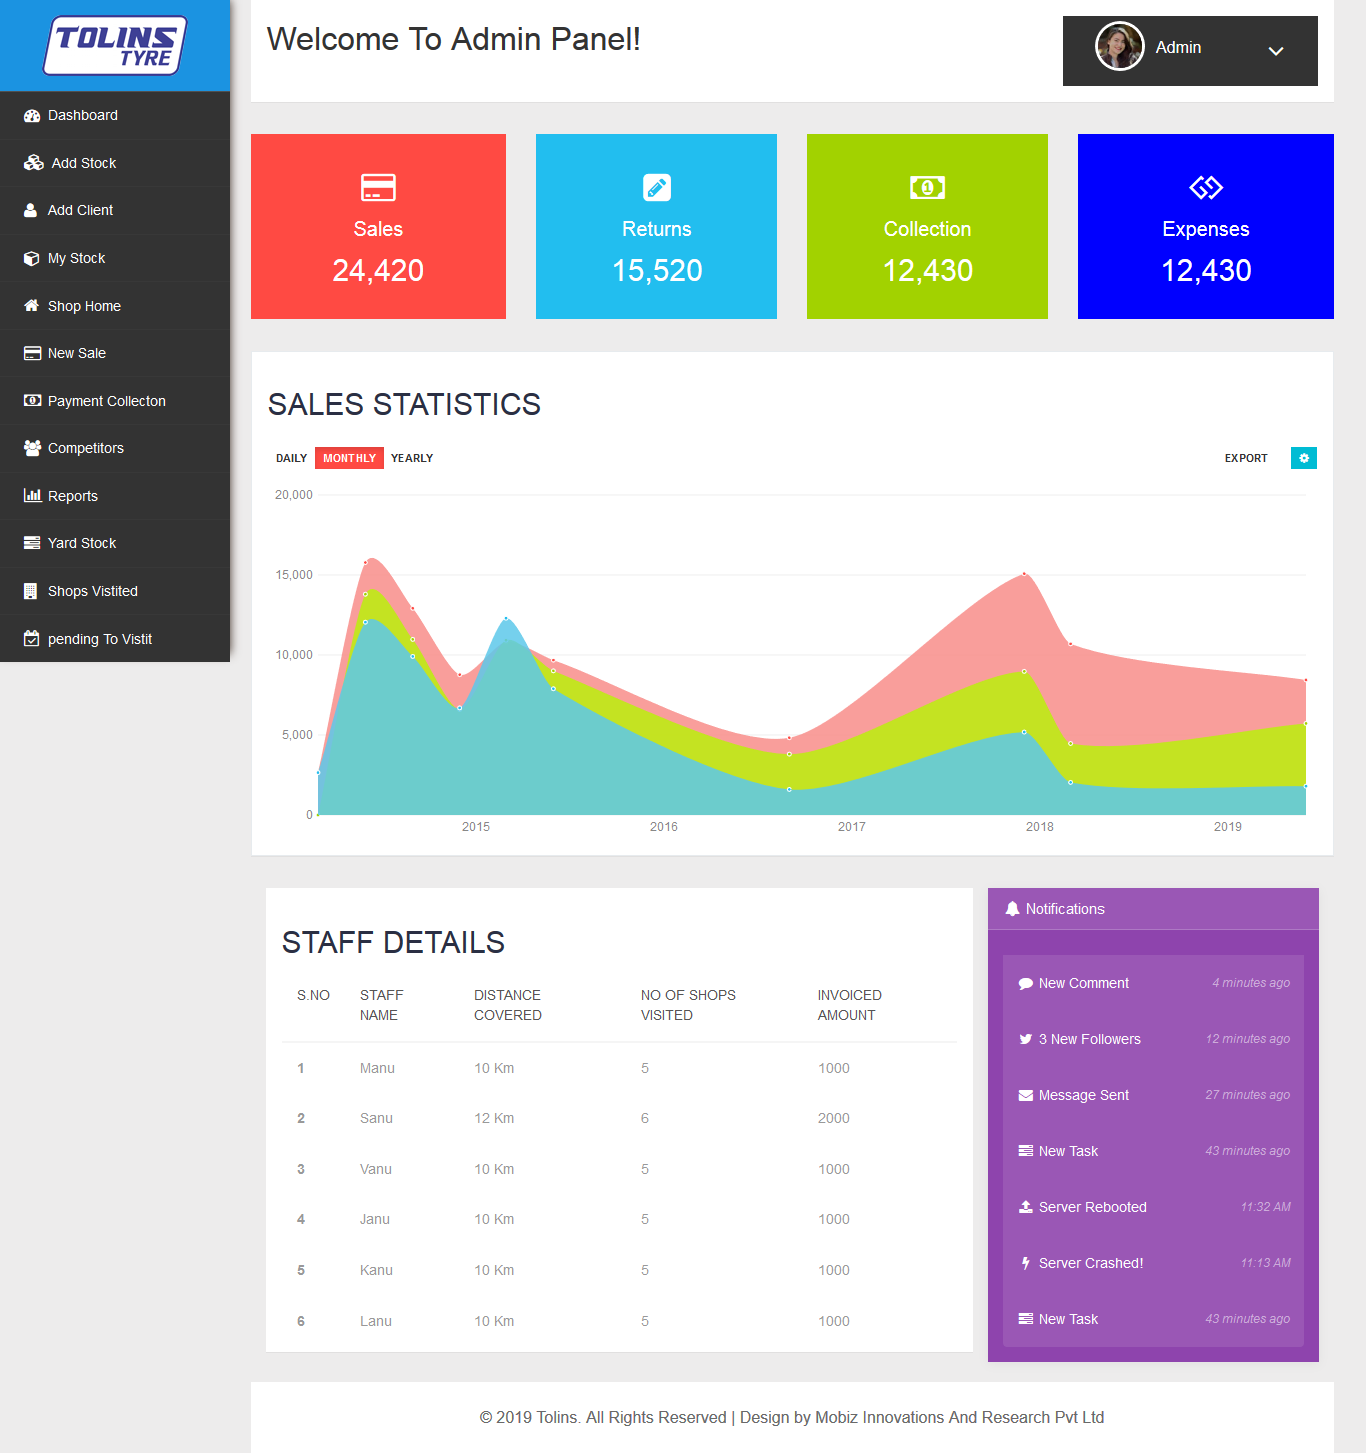 TOLINS
TYRE
Dashboard
Add Stock
Add Client
My Stock
Shop Home
New Sale
Payment Collecton
Competitors
Reports
Yard Stock
Shops Vistited
pending To Vistit
Welcome To Admin Panel!
Admin
Sales
24,420
Returns
15,520
Collection
12,430
Expenses
12,430
SALES STATISTICS
DAILY MONTHLY YEARLY EXPORT
20,000
15,000
10,000
5,000
0
2015 2016 2017 2018 2019
STAFF DETAILS
S.NO STAFF NAME DISTANCE COVERED NO OF SHOPS VISITED INVOICED AMOUNT
1 Manu 10 Km 5 1000
2 Sanu 12 Km 6 2000
3 Vanu 10 Km 5 1000
4 Janu 10 Km 5 1000
5 Kanu 10 Km 5 1000
6 Lanu 10 Km 5 1000
Notifications
New Comment 4 minutes ago
3 New Followers 12 minutes ago
Message Sent 27 minutes ago
New Task 43 minutes ago
Server Rebooted 11:32 AM
Server Crashed! 11:13 AM
New Task 43 minutes ago
© 2019 Tolins. All Rights Reserved | Design by Mobiz Innovations And Research Pvt Ltd